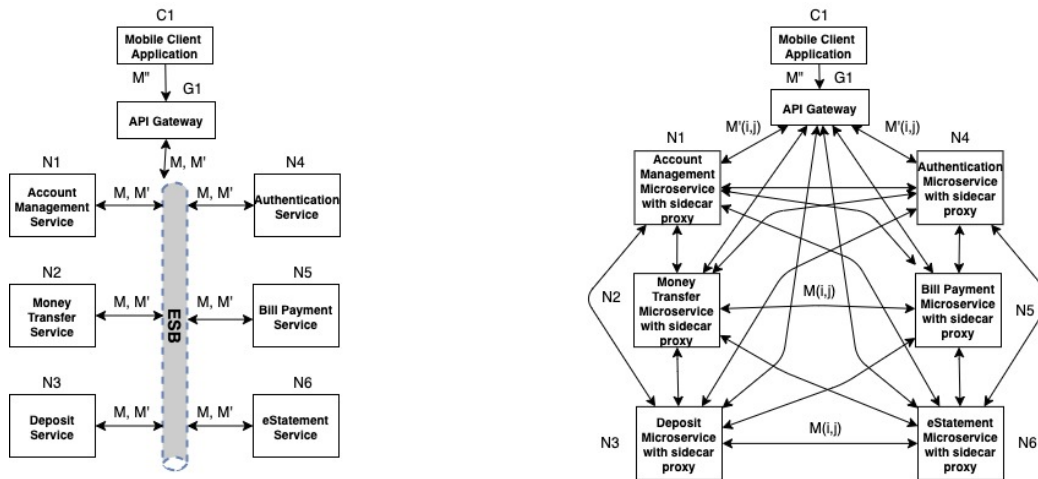 C1
Mobile Client
Application
M"
G1
API Gateway
M, M'
N1
N4
Account
Management
Service
M, M'
M, M'
Authentication
Service
N2
N5
Money
Transfer
Service
M, M'
M, M'
Bill Payment
Service
ESB
N3
N6
Deposit
Service
M, M'
M, M'
eStatement
Service
C1
Mobile Client
Application
M"
G1
API Gateway
M'(i,j)
M'(i,j)
N1
N4
Account
Management
Microservice
with sidecar
proxy
Authentication
Microservice
with sidecar
proxy
N2
Money
Transfer
Microservice
with sidecar
proxy
M(i,j)
Bill Payment
Microservice
with sidecar
proxy
N5
N3
Deposit
Microservice
with sidecar
proxy
M(i,j)
eStatement
Microservice
with sidecar
proxy
N6